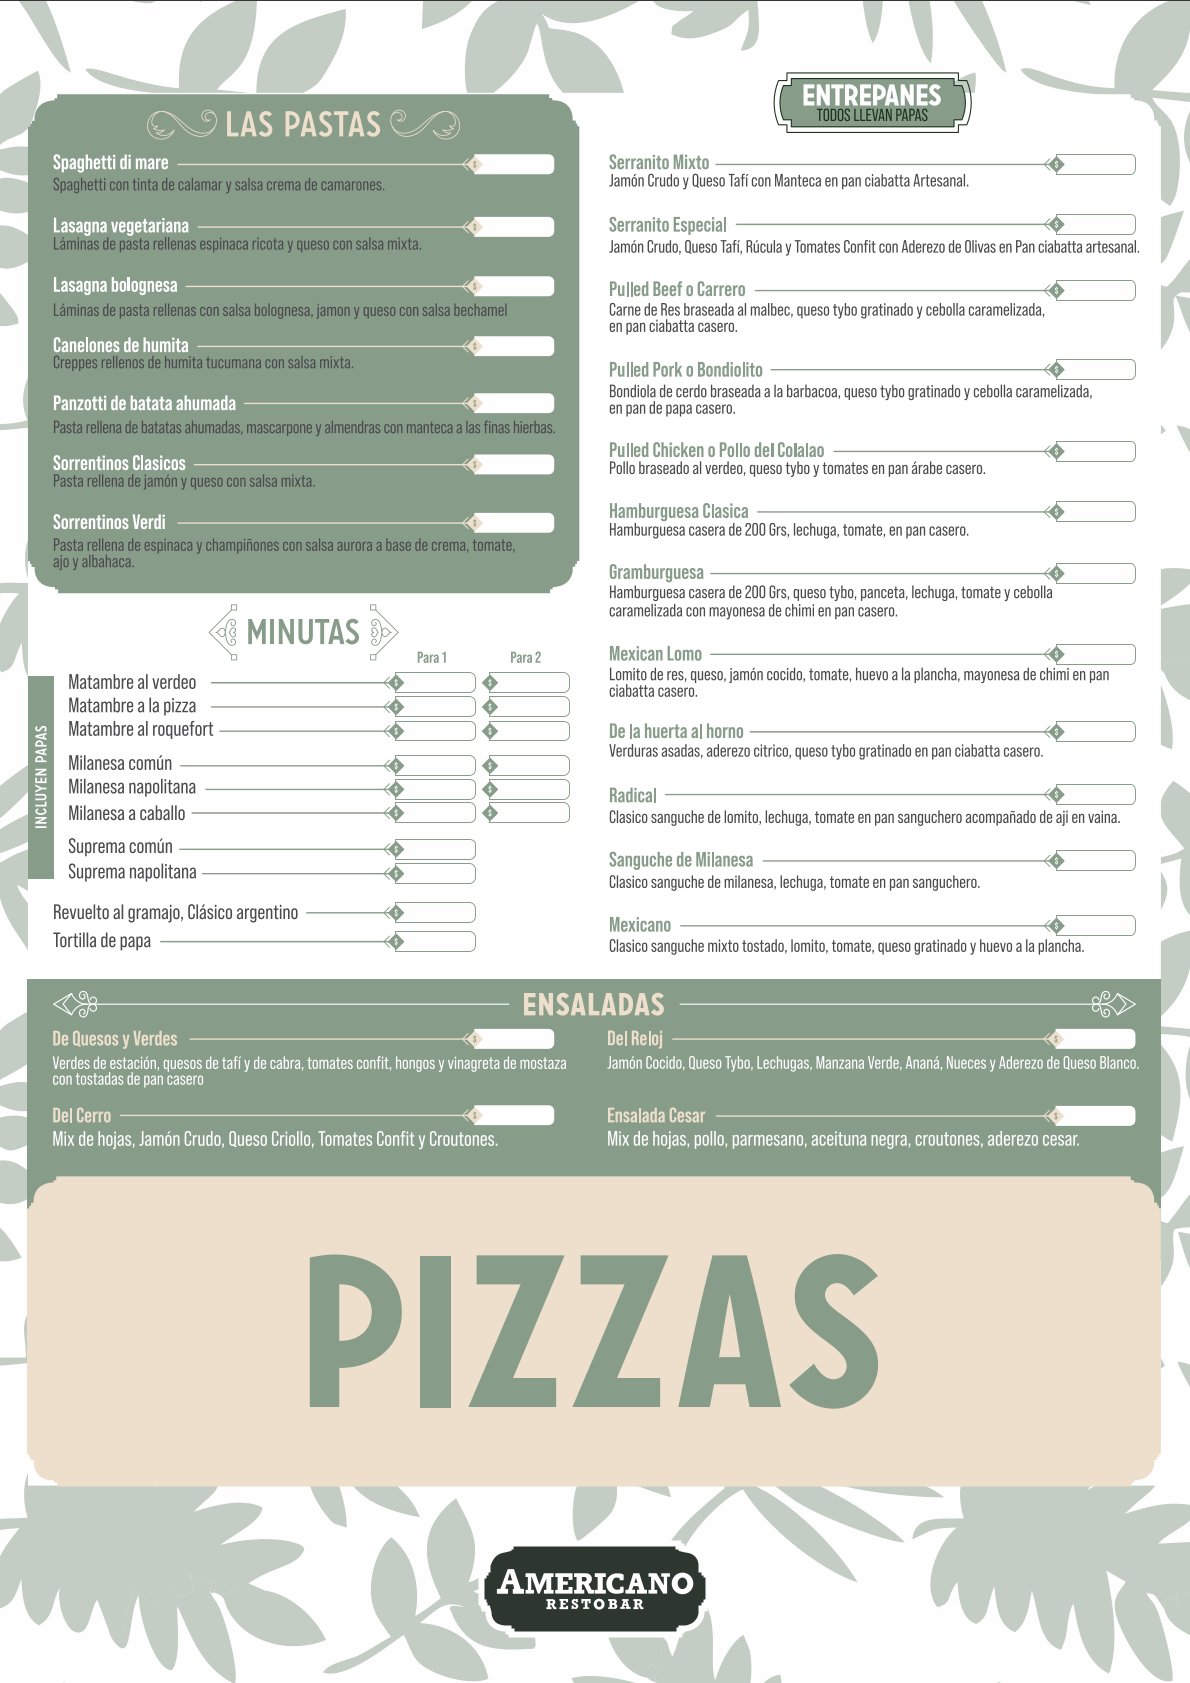 LAS PASTAS
Spaghetti di mare
$
Spaghetti con tinta de calamar y salsa crema de camarones.
Lasagna vegetariana
$
Láminas de pasta rellenas espinaca ricota y queso con salsa mixta.
Lasagna bolognesa
$
Láminas de pasta rellenas con salsa bolognesa, jamon y queso con salsa bechamel
Canelones de humita
$
Creppes rellenos de humita tucumana con salsa mixta.
Panzotti de batata ahumada
$
Pasta rellena de batatas ahumadas, mascarpone y almendras con manteca a las finas hierbas.
Sorrentinos Clasicos
$
Pasta rellena de jamón y queso con salsa mixta.
Sorrentinos Verdi
$
Pasta rellena de espinaca y champiñones con salsa aurora a base de crema, tomate,
ajo y albahaca.
MINUTAS
Para 1 Para 2
INCLUYEN PAPAS
Matambre al verdeo $ $
Matambre a la pizza $ $
Matambre al roquefort $ $
Milanesa común $ $
Milanesa napolitana $ $
Milanesa a caballo $ $
Suprema común $
Suprema napolitana $
Revuelto al gramajo, Clásico argentino $
Tortilla de papa $
ENTREPANES
TODOS LLEVAN PAPAS
Serranito Mixto
$
Jamón Crudo y Queso Tafí con Manteca en pan ciabatta Artesanal.
Serranito Especial
$
Jamón Crudo, Queso Tafí, Rúcula y Tomates Confit con Aderezo de Olivas en Pan ciabatta artesanal.
Pulled Beef o Carrero
$
Carne de Res braseada al malbec, queso tybo gratinado y cebolla caramelizada,
en pan ciabatta casero.
Pulled Pork o Bondiolito
$
Bondiola de cerdo braseada a la barbacoa, queso tybo gratinado y cebolla caramelizada,
en pan de papa casero.
Pulled Chicken o Pollo del Colalao
$
Pollo braseado al verdeo, queso tybo y tomates en pan árabe casero.
Hamburguesa Clasica
$
Hamburguesa casera de 200 Grs, lechuga, tomate, en pan casero.
Gramburguesa
$
Hamburguesa casera de 200 Grs, queso tybo, panceta, lechuga, tomate y cebolla
caramelizada con mayonesa de chimi en pan casero.
Mexican Lomo
$
Lomito de res, queso, jamón cocido, tomate, huevo a la plancha, mayonesa de chimi en pan
ciabatta casero.
De la huerta al horno
$
Verduras asadas, aderezo citrico, queso tybo gratinado en pan ciabatta casero.
Radical
$
Clasico sanguche de lomito, lechuga, tomate en pan sanguchero acompañado de aji en vaina.
Sanguche de Milanesa
$
Clasico sanguche de milanesa, lechuga, tomate en pan sanguchero.
Mexicano
$
Clasico sanguche mixto tostado, lomito, tomate, queso gratinado y huevo a la plancha.
ENSALADAS
De Quesos y Verdes
$
Verdes de estación, quesos de tafí y de cabra, tomates confit, hongos y vinagreta de mostaza
con tostadas de pan casero
Del Cerro
$
Mix de hojas, Jamón Crudo, Queso Criollo, Tomates Confit y Croutones.
Del Reloj
$
Jamón Cocido, Queso Tybo, Lechugas, Manzana Verde, Ananá, Nueces y Aderezo de Queso Blanco.
Ensalada Cesar
$
Mix de hojas, pollo, parmesano, aceituna negra, croutones, aderezo cesar.
PIZZAS
AMERICANO
RESTOBAR